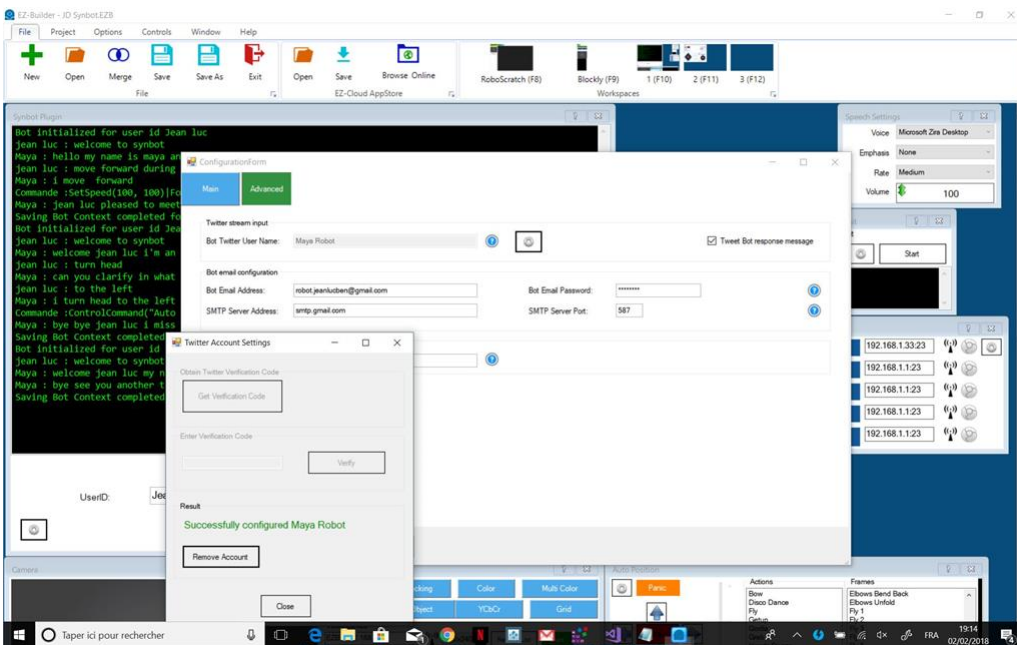 EZ-Builder - JD Synbot.EZB
File Project Options Controls Window Help
New Open Merge Save Save As Exit Open Save Browse Online RoboScratch (F8) Blockly (F9) 1 (F10) 2 (F11) 3 (F12)
File EZ-Cloud AppStore Workspaces
Synbot Plugin
Bot initialized for user id Jean luc
jean luc : welcome to synbot
Maya : hello my name is maya an
jean luc : move forward during
Maya : i move forward
Commande :SetSpeed(100, 100)|Fo
Maya : jean luc pleased to meet
Saving Bot Context completed fo
Bot initialized for user id Jea
jean luc : welcome to synbot
Maya : welcome jean luc i'm an
jean luc : turn head
Maya : can you clarify in what
jean luc : to the left
Maya : i turn head to the left
Commande :ControlCommand("Auto
Maya : bye bye jean luc i miss
Saving Bot Context completed
Bot initialized for user id
jean luc : welcome to synbot
Maya : welcome jean luc my n
Maya : bye see you another t
Saving Bot Context completed
UserID: Jea
ConfigurationForm
Main Advanced
Twitter stream input
Bot Twitter User Name: Maya Robot Tweet Bot response message
Bot email configuration
Bot Email Address: robot.jeanlucben@gmail.com Bot Email Password: ********
SMTP Server Address: smtp.gmail.com SMTP Server Port: 587
Twitter Account Settings
Obtain Twitter Verification Code
Get Verification Code
Enter Verification Code
Verify
Result
Successfully configured Maya Robot
Remove Account
Close
Speech Settings
Voice Microsoft Zira Desktop
Emphasis None
Rate Medium
Volume 100
Start
192.168.1.33:23
192.168.1.1:23
192.168.1.1:23
192.168.1.1:23
192.168.1.1:23
Camera
cking Color Multi Color
bject YCbCr Grid
Auto Position
Panic
Actions
Bow
Disco Dance
Fly
Getup
Frames
Elbows Bend Back
Elbows Unfold
Fly 1
Fly 2
Taper ici pour rechercher
FRA
19:14
02/02/2018